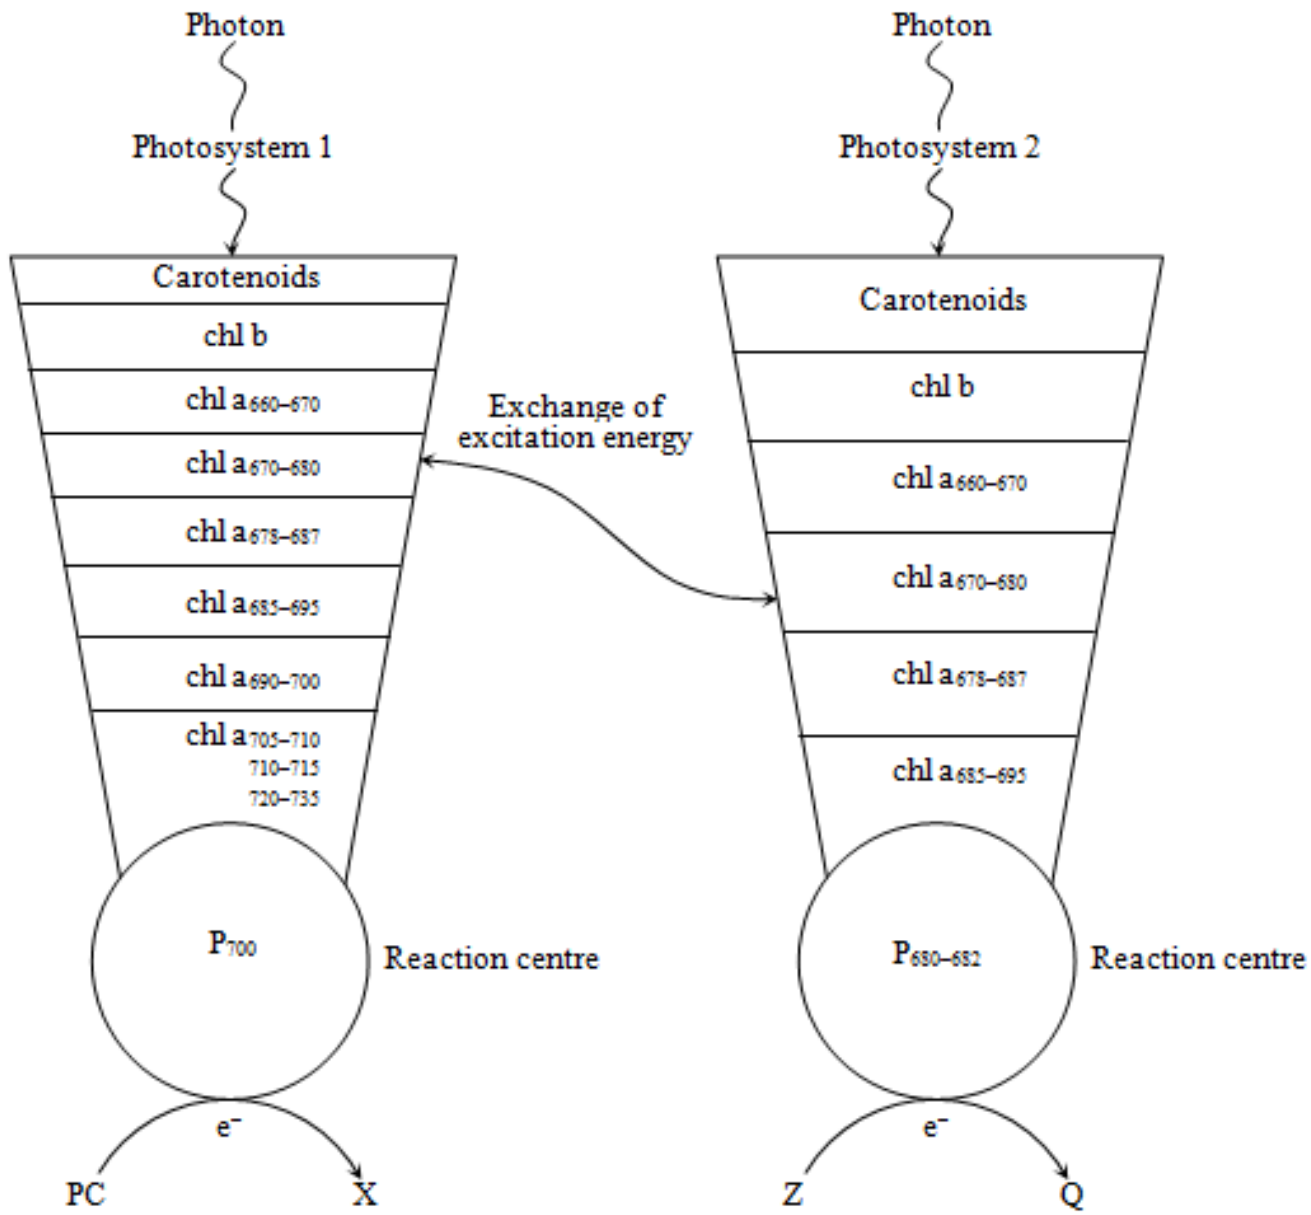 Photon
Photosystem 1
Carotenoids
chl b
chl a660–670
chl a670–680
chl a678–687
chl a685–695
chl a690–700
chl a705–710
710–715
720–735
P700
Reaction centre
e–
PC
X
Exchange of
excitation energy
Photon
Photosystem 2
Carotenoids
chl b
chl a660–670
chl a670–680
chl a678–687
chl a685–695
P680–682
Reaction centre
e–
Z
Q